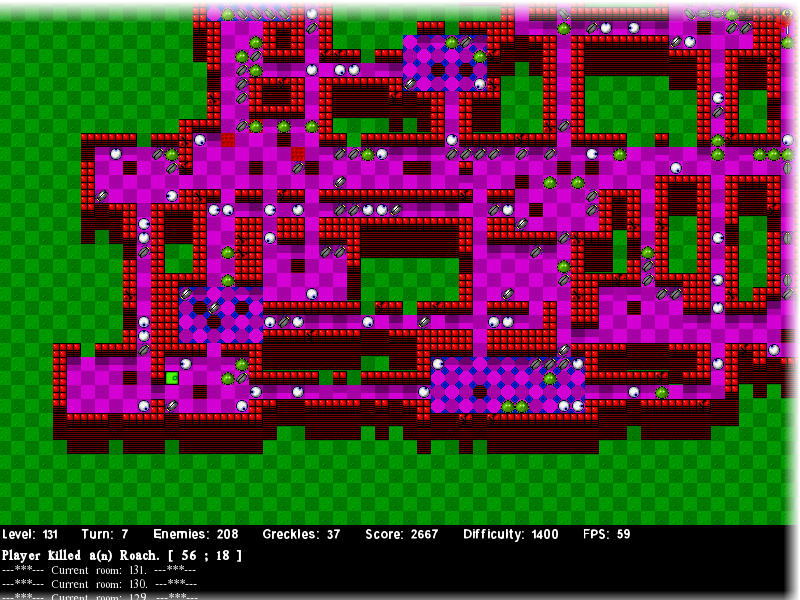 Level: 131 Turn: 7 Enemies: 208 Greckles: 37 Score: 2667 Difficulty: 1400 FPS: 59
Player killed a(n) Roach. [ 56 ; 18 ]
---***--- Current room: 131. ---***---
---***--- Current room: 130. ---***---
---***--- Current room: 129. ---***---